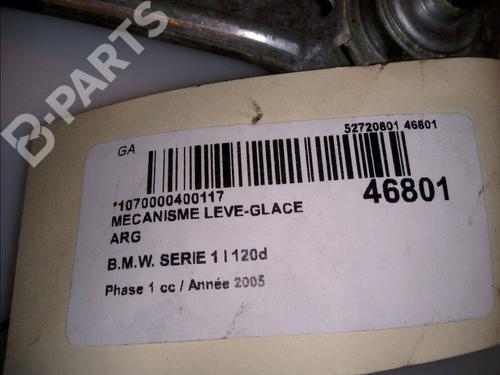 B-PARTS
GA
52720801 46801
*1070000400117
46801
MECANISME LEVE-GLACE
ARG
B.M.W. SERIE 1 I 120d
Phase 1 cc / Année 2005